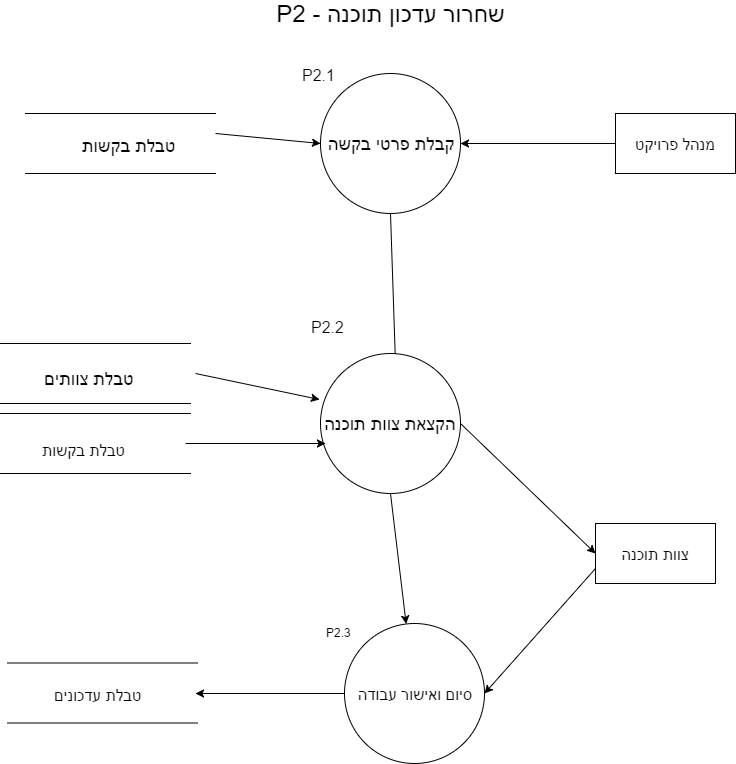 שחרור עדכון תוכנה - P2
P2.1
טבלת בקשות
קבלת פרטי בקשה
מנהל פרויקט
P2.2
טבלת צוותים
הקצאת צוות תוכנה
טבלת בקשות
צוות תוכנה
P2.3
טבלת עדכונים
סיום ואישור עבודה